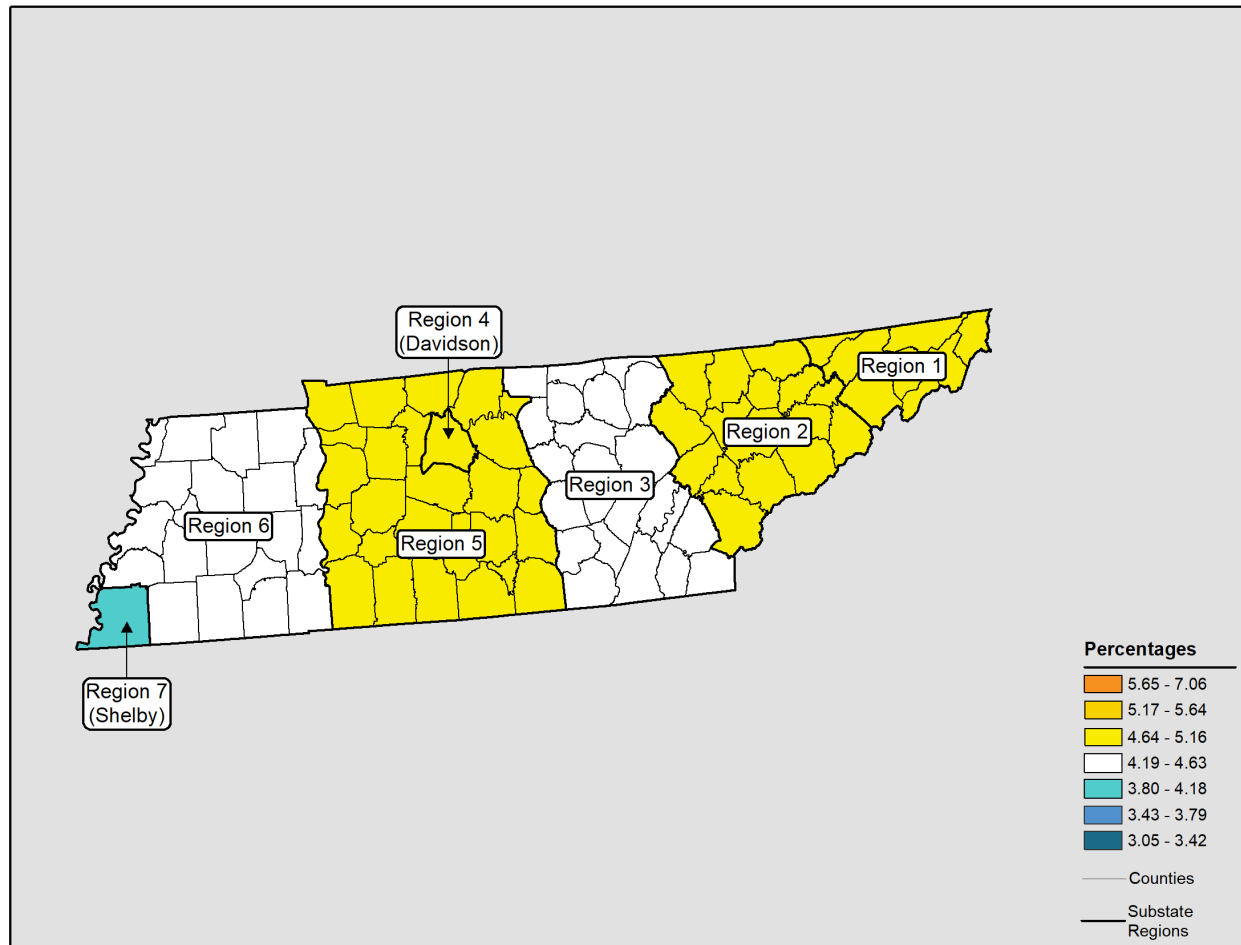 Region 4
(Davidson)
Region 1
Region 2
Region 3
Region 6
Region 5
Region 7
(Shelby)
Percentages
5.65 - 7.06
5.17 - 5.64
4.64 - 5.16
4.19 - 4.63
3.80 - 4.18
3.43 - 3.79
3.05 - 3.42
Counties
Substate
Regions